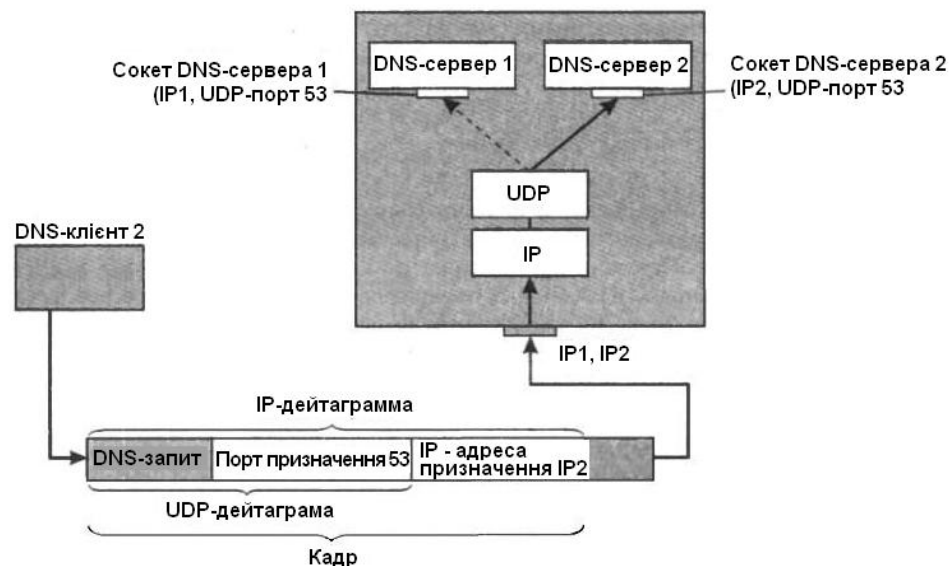 DNS-сервер 1
DNS-сервер 2
Сокет DNS-сервера 1
(IP1, UDP-порт 53
Сокет DNS-сервера 2
(IP2, UDP-порт 53
UDP
IP
DNS-клієнт 2
IP1, IP2
IP-дейтаграмма
DNS-запит
Порт призначення 53
IP - адреса
призначення IP2
UDP-дейтаграма
Кадр